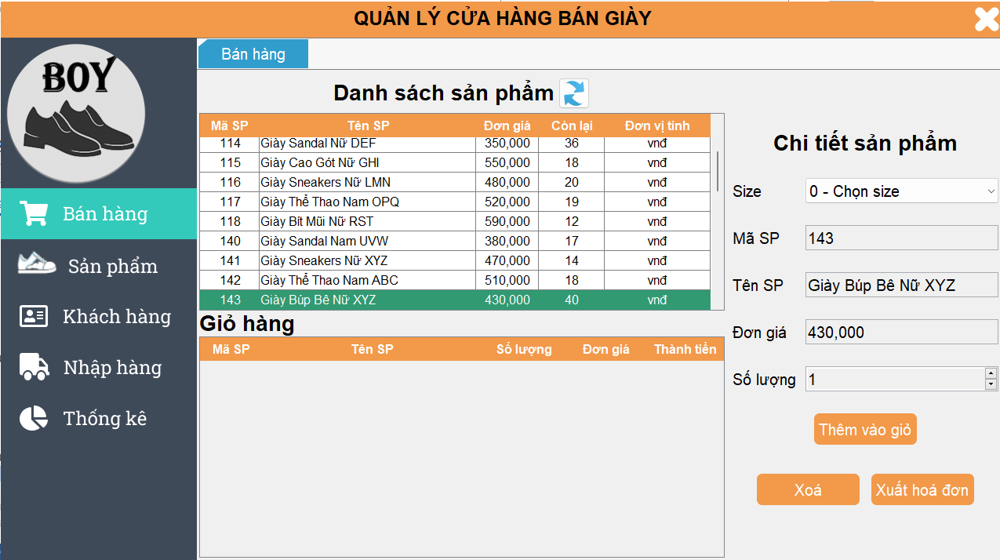 QUẢN LÝ CỬA HÀNG BÁN GIÀY
BOY
Bán hàng
Sản phẩm
Khách hàng
Nhập hàng
Thống kê
Bán hàng
Danh sách sản phẩm
Mã SP Tên SP Đơn giá Còn lại Đơn vị tính
114 Giày Sandal Nữ DEF 350,000 36 vnđ
115 Giày Cao Gót Nữ GHI 550,000 18 vnđ
116 Giày Sneakers Nữ LMN 480,000 20 vnđ
117 Giày Thể Thao Nam OPQ 520,000 19 vnđ
118 Giày Bít Mũi Nữ RST 590,000 12 vnđ
140 Giày Sandal Nam UVW 380,000 17 vnđ
141 Giày Sneakers Nữ XYZ 470,000 14 vnđ
142 Giày Thể Thao Nam ABC 510,000 18 vnđ
143 Giày Búp Bê Nữ XYZ 430,000 40 vnđ
Giỏ hàng
Mã SP Tên SP Số lượng Đơn giá Thành tiền
Chi tiết sản phẩm
Size 0 - Chọn size
Mã SP 143
Tên SP Giày Búp Bê Nữ XYZ
Đơn giá 430,000
Số lượng 1
Thêm vào giỏ
Xoá Xuất hoá đơn